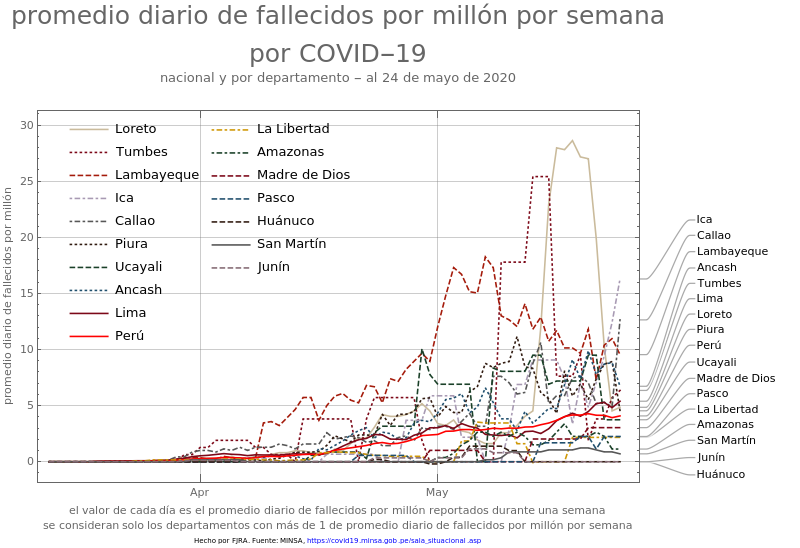 promedio diario de fallecidos por millón por semana
por COVID−19
nacional y por departamento − al 24 de mayo de 2020
promedio diario de fallecidos por millón
30
25
20
15
10
5
0
Apr
May
Loreto
Tumbes
Lambayeque
Ica
Callao
Piura
Ucayali
Ancash
Lima
Perú
La Libertad
Amazonas
Madre de Dios
Pasco
Huánuco
San Martín
Junín
Ica
Callao
Lambayeque
Ancash
Tumbes
Lima
Loreto
Piura
Perú
Ucayali
Madre de Dios
Pasco
La Libertad
Amazonas
San Martín
Junín
Huánuco
el valor de cada día es el promedio diario de fallecidos por millón reportados durante una semana
se consideran solo los departamentos con más de 1 de promedio diario de fallecidos por millón por semana
Hecho por FJRA. Fuente: MINSA, https://covid19.minsa.gob.pe/sala_situacional .asp